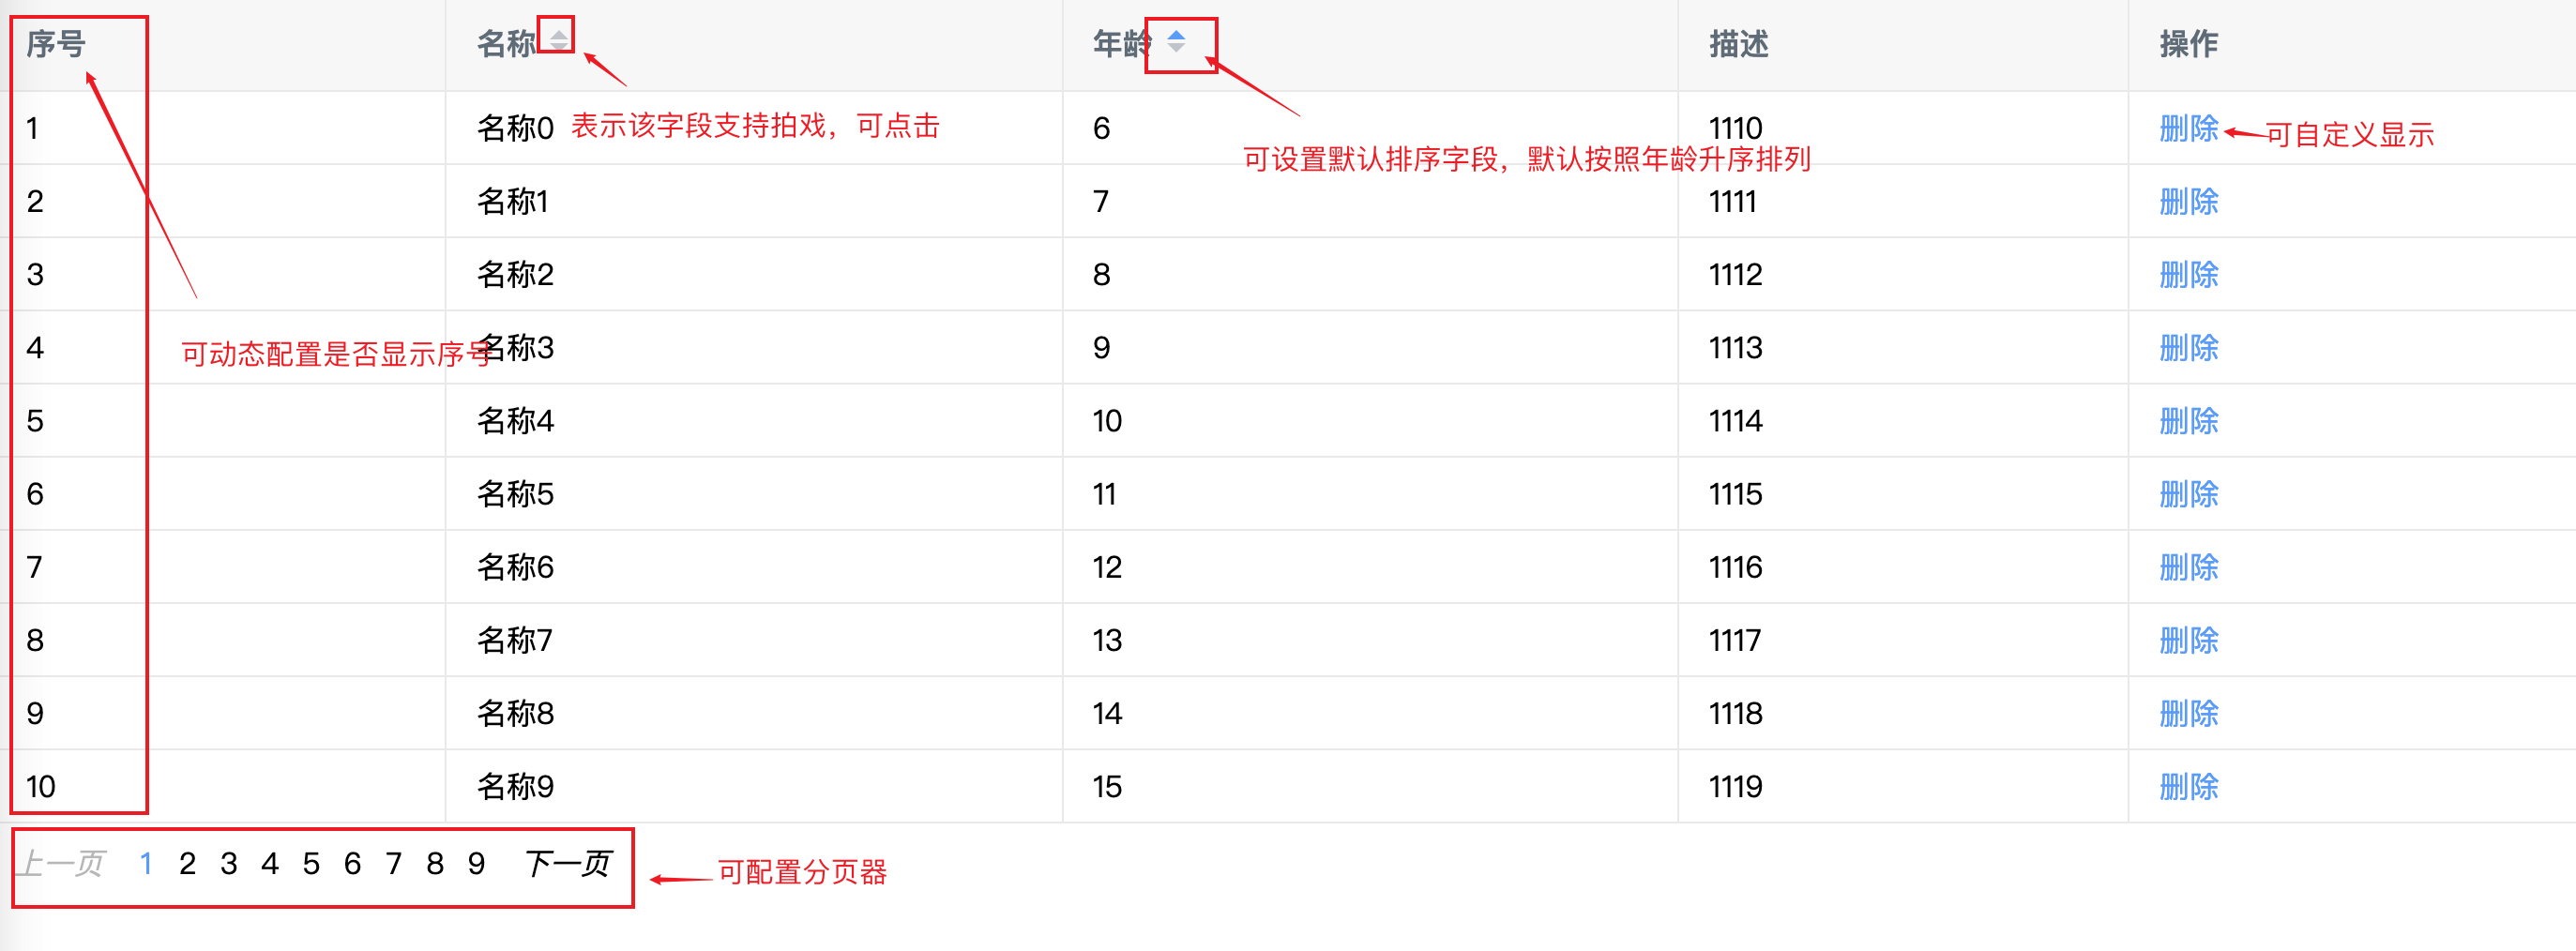 序号 名称 年龄 描述 操作
1 名称0 表示该字段支持拍戏，可点击 6 1110 删除 可自定义显示
可设置默认排序字段，默认按照年龄升序排列
2 名称1 7 1111 删除
3 名称2 8 1112 删除
4 名称3 9 1113 删除
可动态配置是否显示序号
5 名称4 10 1114 删除
6 名称5 11 1115 删除
7 名称6 12 1116 删除
8 名称7 13 1117 删除
9 名称8 14 1118 删除
10 名称9 15 1119 删除
上一页 1 2 3 4 5 6 7 8 9 下一页 可配置分页器